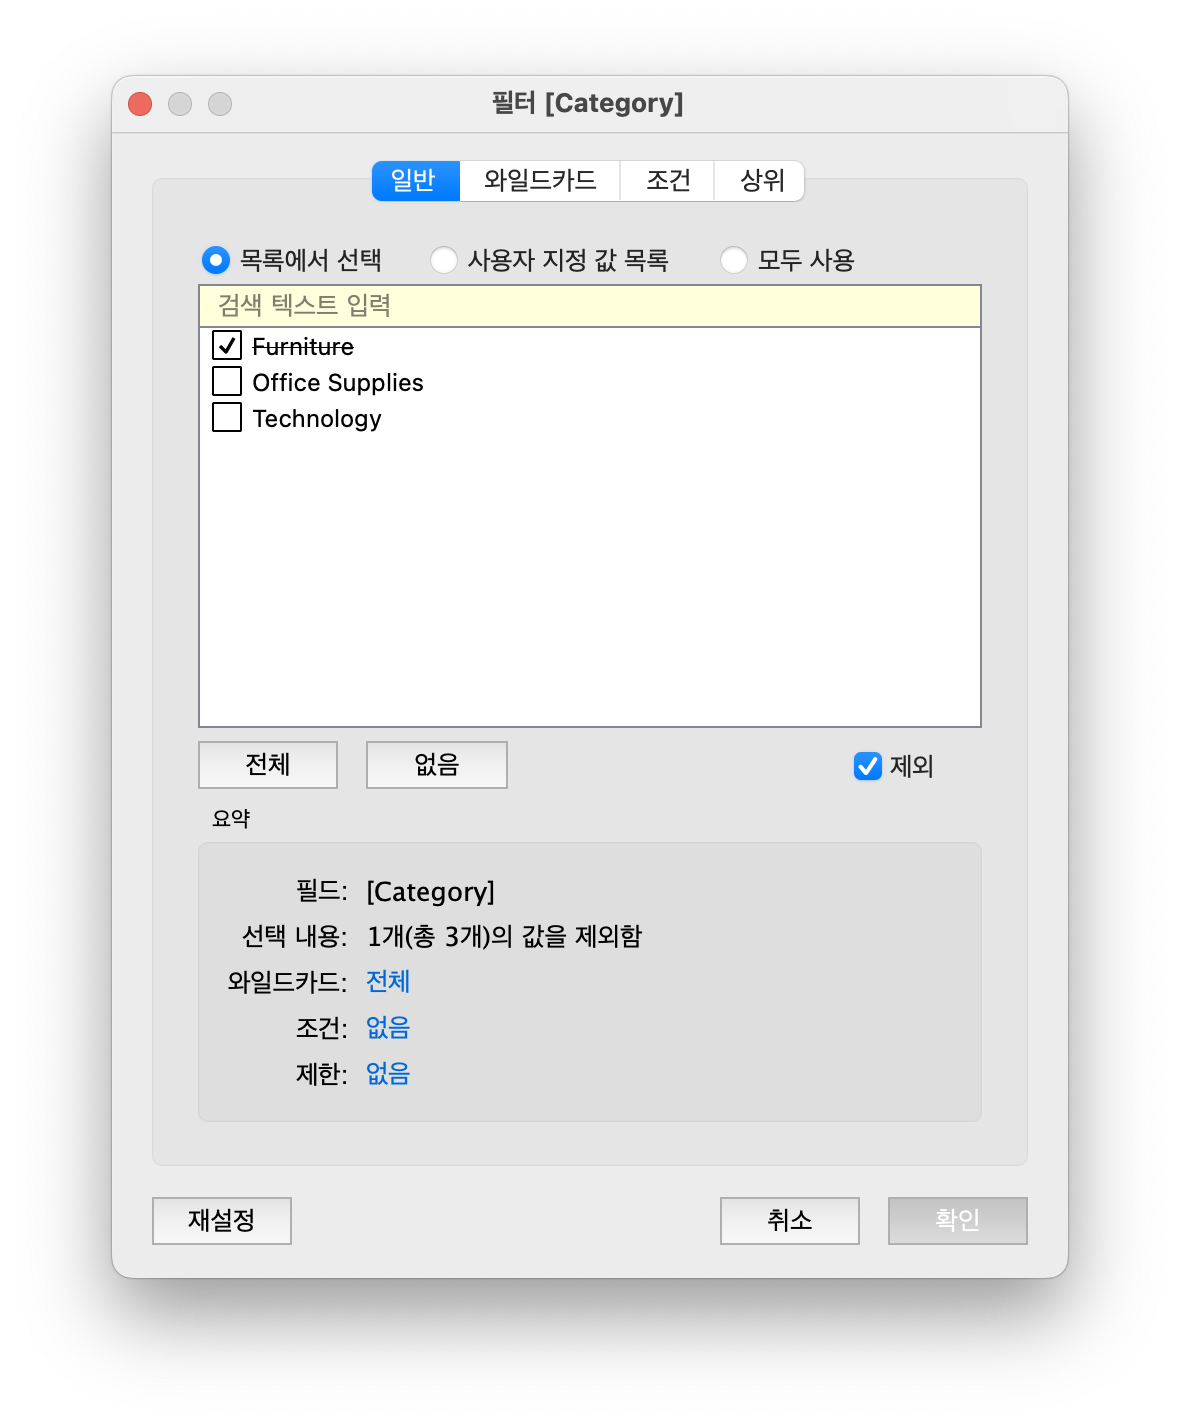 필터 [Category]
일반 와일드카드 조건 상위
목록에서 선택 사용자 지정 값 목록 모두 사용
검색 텍스트 입력
Furniture
Office Supplies
Technology
전체 없음 제외
요약
필드: [Category]
선택 내용: 1개(총 3개)의 값을 제외함
와일드카드: 전체
조건: 없음
제한: 없음
재설정 취소 확인